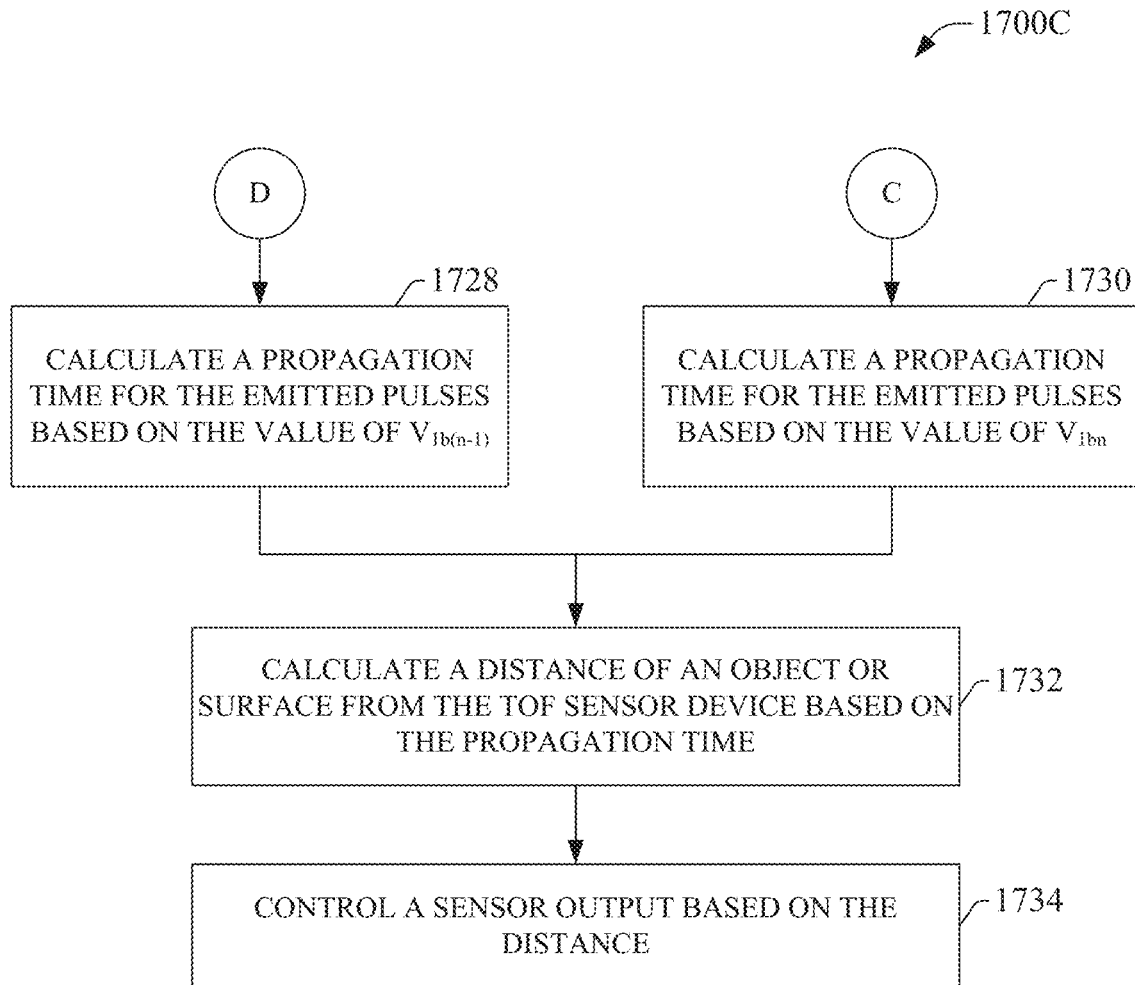 1700C
D
C
1728
1730
CALCULATE A PROPAGATION
TIME FOR THE EMITTED PULSES
BASED ON THE VALUE OF V1b(n-1)
CALCULATE A PROPAGATION
TIME FOR THE EMITTED PULSES
BASED ON THE VALUE OF V1bn
CALCULATE A DISTANCE OF AN OBJECT OR
SURFACE FROM THE TOF SENSOR DEVICE BASED ON
THE PROPAGATION TIME
1732
CONTROL A SENSOR OUTPUT BASED ON THE
DISTANCE
1734